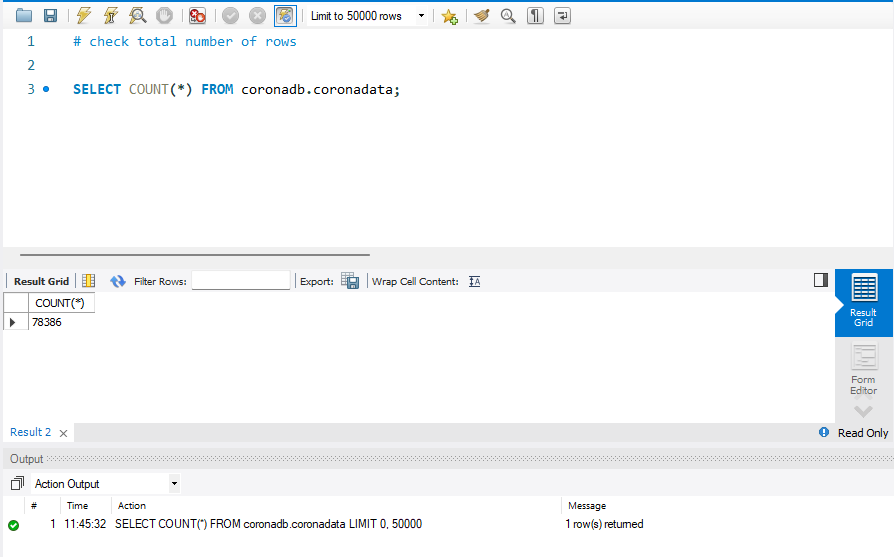 Limit to 50000 rows
1 # check total number of rows
2
3 SELECT COUNT(*) FROM coronadb.coronadata;
Result Grid Filter Rows: Export: Wrap Cell Content:
COUNT(*)
78386
Result
Grid
Form
Editor
Result 2 Read Only
Output
Action Output
# Time Action Message
1 11:45:32 SELECT COUNT(*) FROM coronadb.coronadata LIMIT 0, 50000 1 row(s) returned